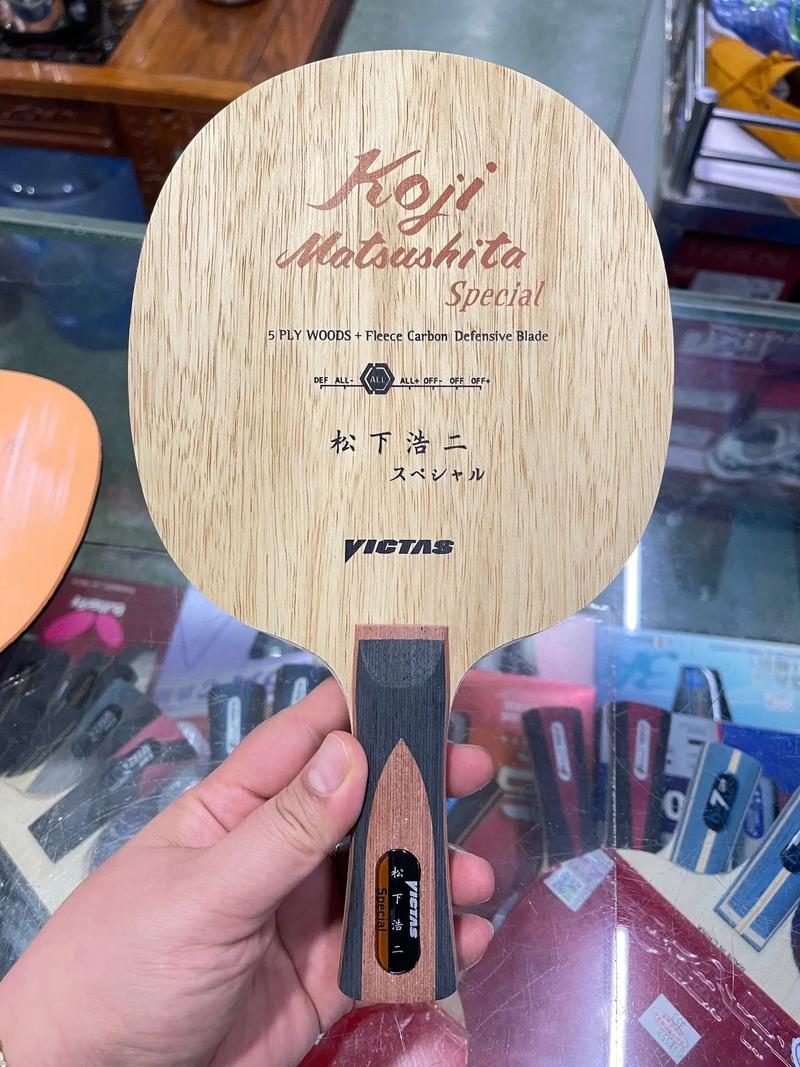 Koji
Matsushita
Special
5 PLY WOODS + Fleece Carbon Defensive Blade
DEF ALL- ALL ALL+ OFF- OFF OFF+
松下浩二
スペシャル
VICTAS
VICTAS
松下浩二
Special
Butterfly